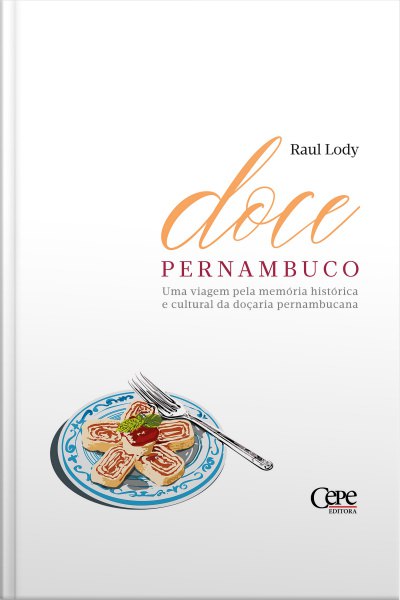 Raul Lody
doce
PERNAMBUCO
Uma viagem pela memória histórica
e cultural da doçaria pernambucana
Cepe
EDITORA